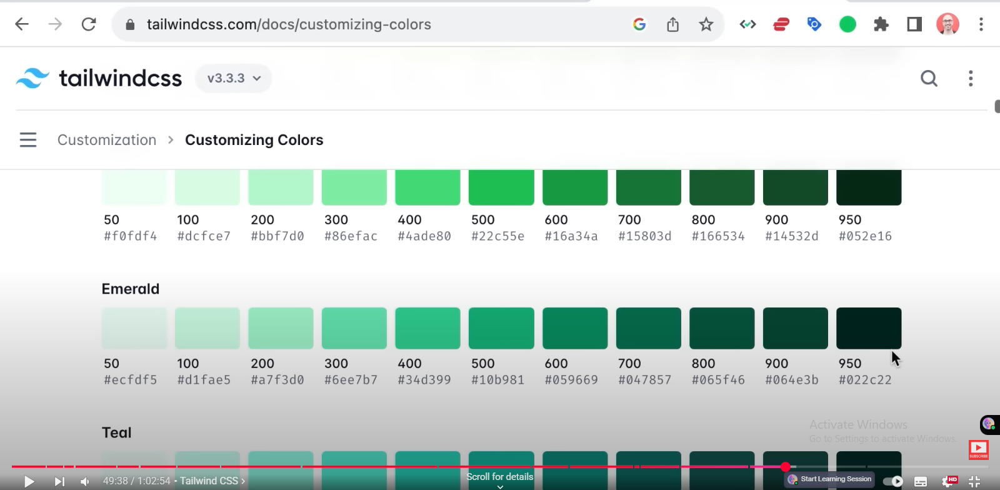 tailwindcss.com/docs/customizing-colors
tailwindcss v3.3.3
Customization > Customizing Colors
50 100 200 300 400 500 600 700 800 900 950
#f0fdf4 #dcfce7 #bbf7d0 #86efac #4ade80 #22c55e #16a34a #15803d #166534 #14532d #052e16
Emerald
50 100 200 300 400 500 600 700 800 900 950
#ecfdf5 #d1fae5 #a7f3d0 #6ee7b7 #34d399 #10b981 #059669 #047857 #065f46 #064e3b #022c22
Teal
Activate Windows
Go to Settings to activate Windows.
SUBSCRIBE
49:38 / 1:02:54 • Tailwind CSS >
Scroll for details
Start Learning Session
HD